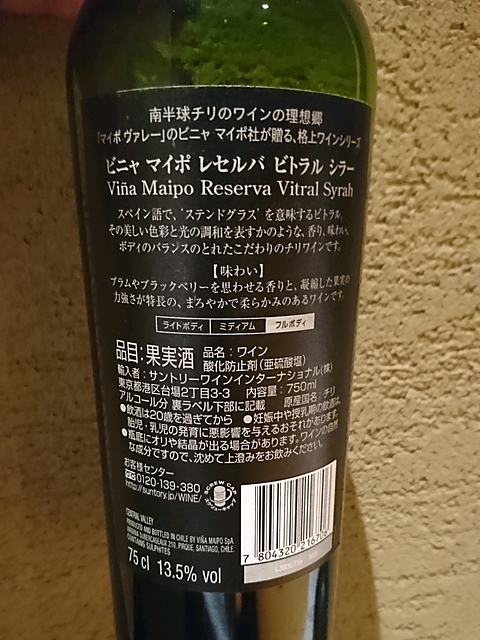 南半球チリのワインの理想郷
「マイポ ヴァレー」のビニャ マイポ社が贈る、格上ワインシリーズ
ビニャ マイポ レセルバ ビトラル シラー
Viña Maipo Reserva Vitral Syrah
スペイン語で、'ステンドグラス'を意味するビトラル。
その美しい色彩と光の調和を表すかのような、香り、味わい、
ボディのバランスのとれたこだわりのチリワインです。
【味わい】
プラムやブラックベリーを思わせる香りと、凝縮した果実の
力強さが特長の、まろやかで柔らかみのあるワインです。
ライトボディ ミディアム フルボディ
品目:果実酒 品名:ワイン
酸化防止剤(亜硫酸塩)
輸入者:サントリーワインインターナショナル(株)
東京都港区台場2丁目3-3 内容量:750ml
アルコール分 裏ラベル下部に記載 原産国名:チリ
●飲酒は20歳を過ぎてから ●妊娠中や授乳期の飲酒は、
胎児・乳児の発育に悪影響を与えるおそれがあります。
●瓶底にオリや結晶が出る場合があります。ワインの自然
な成分ですので、沈めて上澄みをお飲みください。
お客様センター
0120-139-380
http://suntory.jp/WINE/
SCREW CAP
スクリューキャップ
CENTRAL VALLEY
PRODUCED AND BOTTLED IN CHILE BY VIÑA MAIPO SpA
VIRGINIA SUBERCASEAUX 210, PIRQUE, SANTIAGO, CHILE.
CONTAINS SULPHITES
75 cl 13.5% vol
7 804320 216706